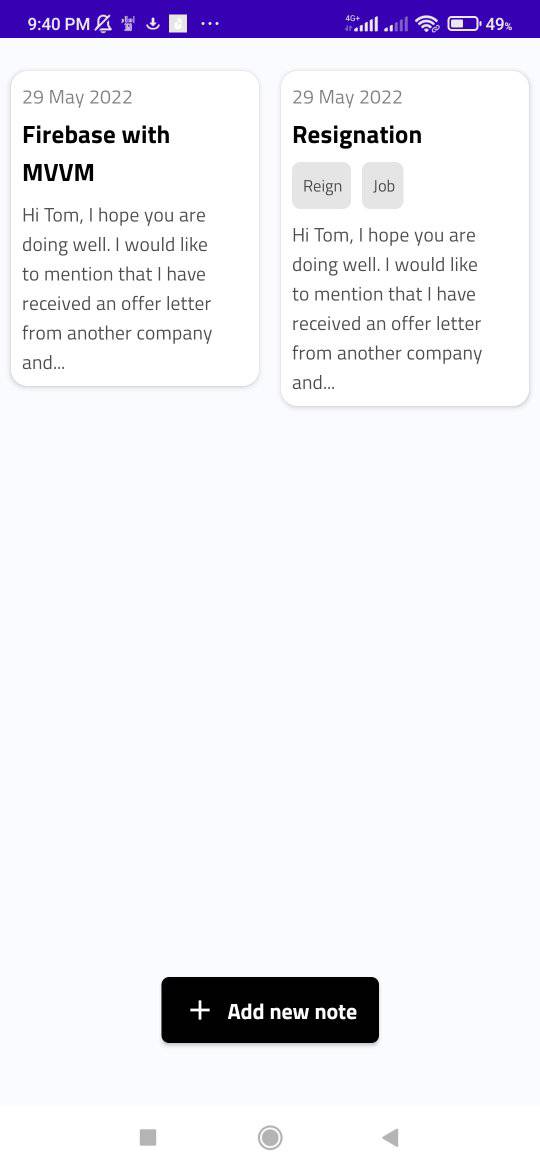 9:40 PM
4G+
49%
29 May 2022
Firebase with
MVVM
Hi Tom, I hope you are
doing well. I would like
to mention that I have
received an offer letter
from another company
and...
29 May 2022
Resignation
Reign Job
Hi Tom, I hope you are
doing well. I would like
to mention that I have
received an offer letter
from another company
and...
+ Add new note